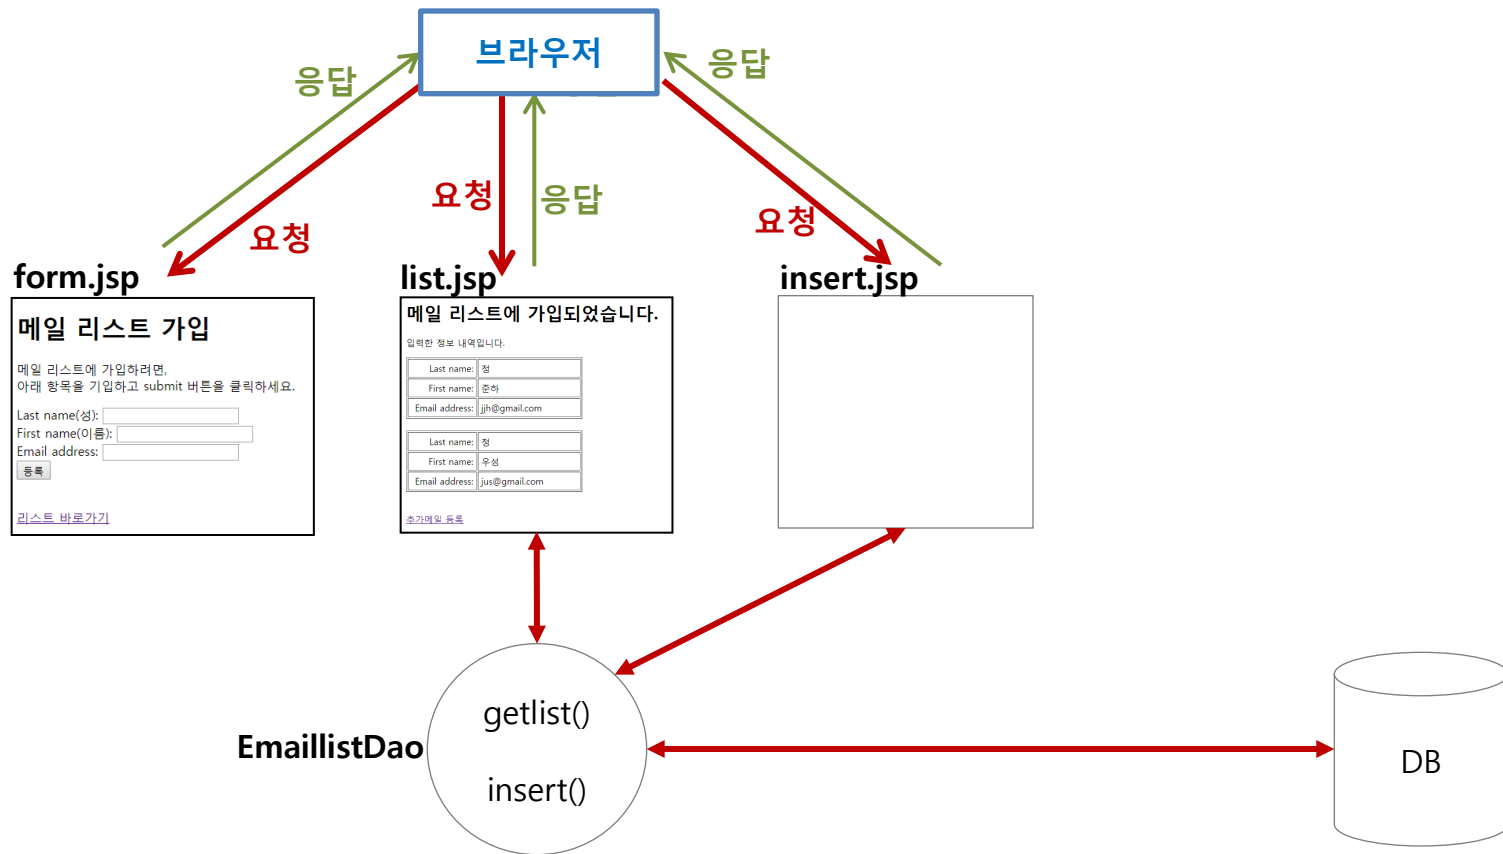 브라우저
응답
응답
요청
응답
요청
요청
form.jsp
메일 리스트 가입
메일 리스트에 가입하려면,
아래 항목을 기입하고 submit 버튼을 클릭하세요.
Last name(성):
First name(이름):
Email address:
등록
리스트 바로가기
list.jsp
메일 리스트에 가입되었습니다.
입력한 정보 내역입니다.
Last name: 정
First name: 준하
Email address: jjh@gmail.com
Last name: 정
First name: 우성
Email address: jus@gmail.com
추가메일 등록
insert.jsp
EmaillistDao
getlist()
insert()
DB